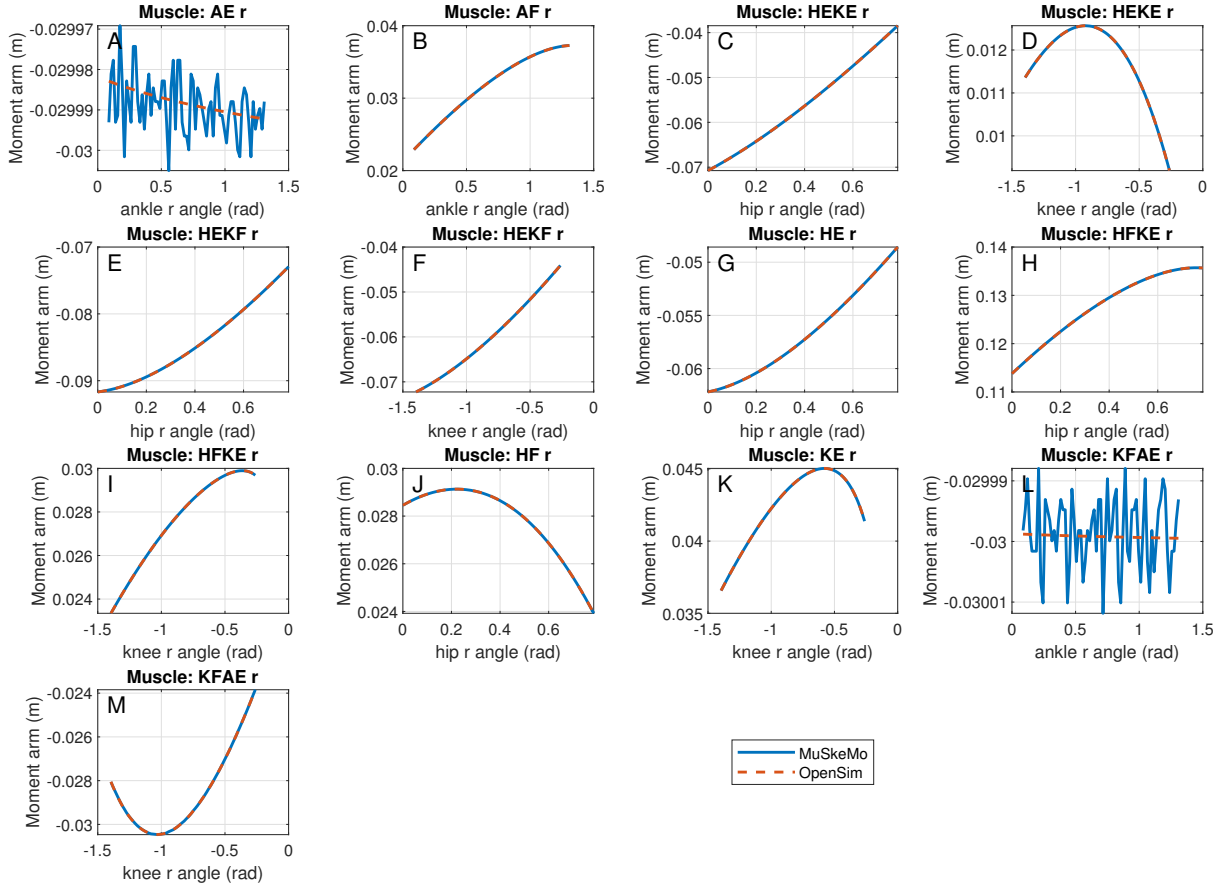 Muscle: AE r
A
Moment arm (m)
-0.02997
-0.02998
-0.02999
-0.03
0 0.5 1 1.5
ankle r angle (rad)
Muscle: AF r
B
Moment arm (m)
0.04
0.03
0.02
0 0.5 1 1.5
ankle r angle (rad)
Muscle: HEKE r
C
Moment arm (m)
-0.04
-0.05
-0.06
-0.07
0 0.2 0.4 0.6
hip r angle (rad)
Muscle: HEKE r
D
Moment arm (m)
0.012
0.011
0.01
-1.5 -1 -0.5 0
knee r angle (rad)
Muscle: HEKF r
E
Moment arm (m)
-0.07
-0.08
-0.09
0 0.2 0.4 0.6
hip r angle (rad)
Muscle: HEKF r
F
Moment arm (m)
-0.04
-0.05
-0.06
-0.07
-1.5 -1 -0.5 0
knee r angle (rad)
Muscle: HE r
G
Moment arm (m)
-0.05
-0.055
-0.06
0 0.2 0.4 0.6
hip r angle (rad)
Muscle: HFKE r
H
Moment arm (m)
0.14
0.13
0.12
0.11
0 0.2 0.4 0.6
hip r angle (rad)
Muscle: HFKE r
I
Moment arm (m)
0.03
0.028
0.026
0.024
-1.5 -1 -0.5 0
knee r angle (rad)
Muscle: HF r
J
Moment arm (m)
0.03
0.028
0.026
0.024
0 0.2 0.4 0.6
hip r angle (rad)
Muscle: KE r
K
Moment arm (m)
0.045
0.04
0.035
-1.5 -1 -0.5 0
knee r angle (rad)
Muscle: KFAE r
L
Moment arm (m)
-0.02999
-0.03
-0.03001
0 0.5 1 1.5
ankle r angle (rad)
Muscle: KFAE r
M
Moment arm (m)
-0.024
-0.026
-0.028
-0.03
-1.5 -1 -0.5 0
knee r angle (rad)
MuSkeMo
OpenSim